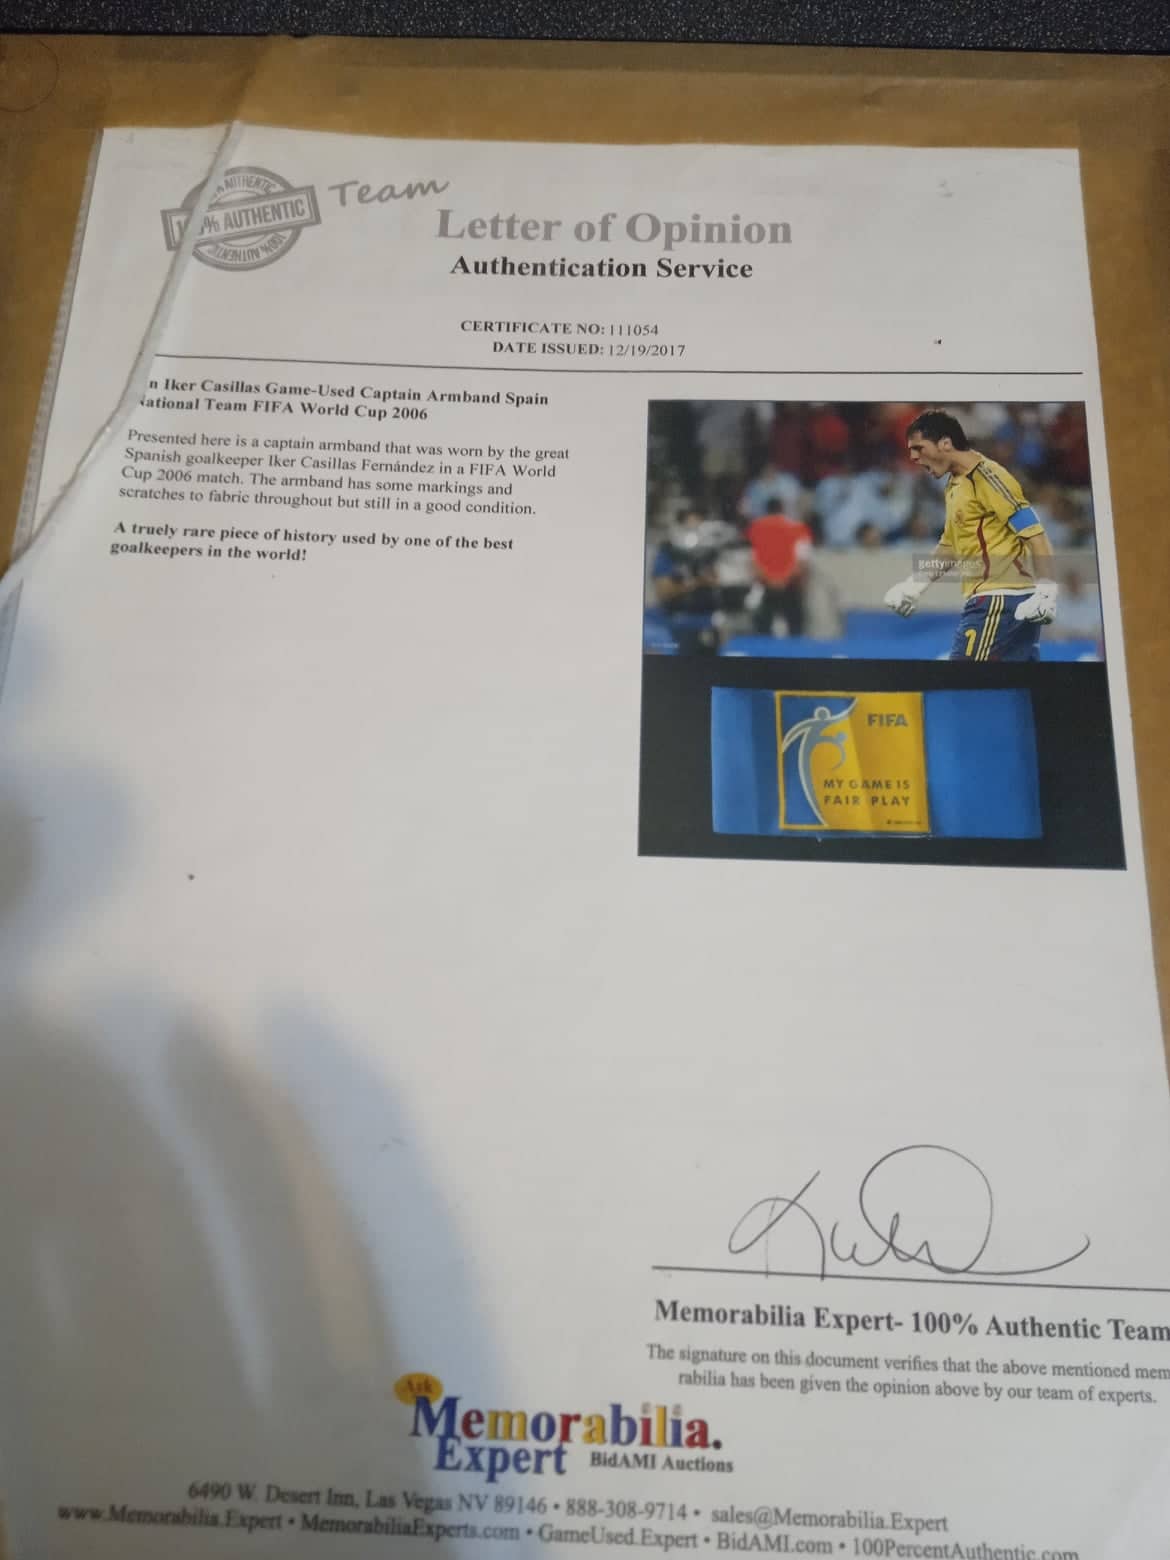 100% AUTHENTIC
Team
Letter of Opinion
Authentication Service
CERTIFICATE NO: 111054
DATE ISSUED: 12/19/2017
n Iker Casillas Game-Used Captain Armband Spain
National Team FIFA World Cup 2006
Presented here is a captain armband that was worn by the great
Spanish goalkeeper Iker Casillas Fernández in a FIFA World
Cup 2006 match. The armband has some markings and
scratches to fabric throughout but still in a good condition.
A truely rare piece of history used by one of the best
goalkeepers in the world!
gettyimages
1
FIFA
MY GAME IS
FAIR PLAY
Memorabilia Expert- 100% Authentic Team
The signature on this document verifies that the above mentioned mem
rabilia has been given the opinion above by our team of experts.
Ask
Memorabilia.
Expert BidAMI Auctions
6490 W. Desert Inn, Las Vegas NV 89146 • 888-308-9714 • sales@Memorabilia.Expert
www.Memorabilia.Expert • MemorabiliaExperts.com • GameUsed.Expert • BidAMI.com • 100PercentAuthentic.com